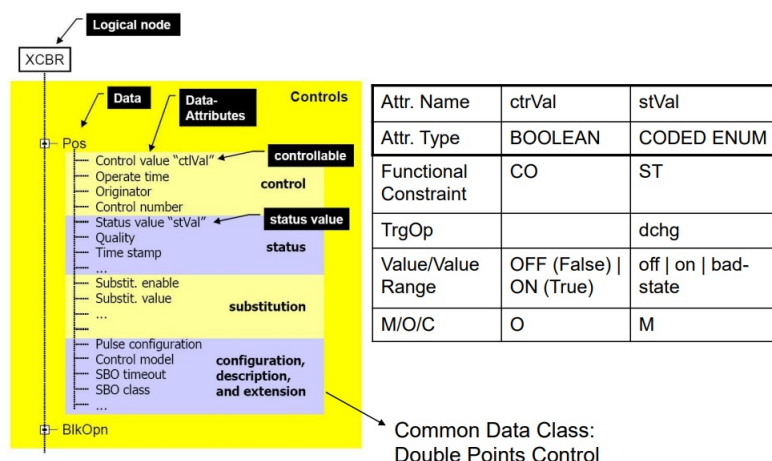 Logical node
XCBR
Data
Data-
Attributes
Controls
Pos
Control value “ctlVal”
controllable
Operate time
Originator
control
Control number
Status value “stVal”
status value
Quality
Time stamp
status
...
Substit. enable
Substit. value
...
substitution
Pulse configuration
Control model
SBO timeout
SBO class
...
configuration,
description,
and extension
BlkOpn
Attr. Name ctrVal stVal
Attr. Type BOOLEAN CODED ENUM
Functional CO ST
Constraint
TrgOp dchg
Value/Value OFF (False) | off | on | bad-
Range ON (True) state
M/O/C O M
Common Data Class:
Double Points Control